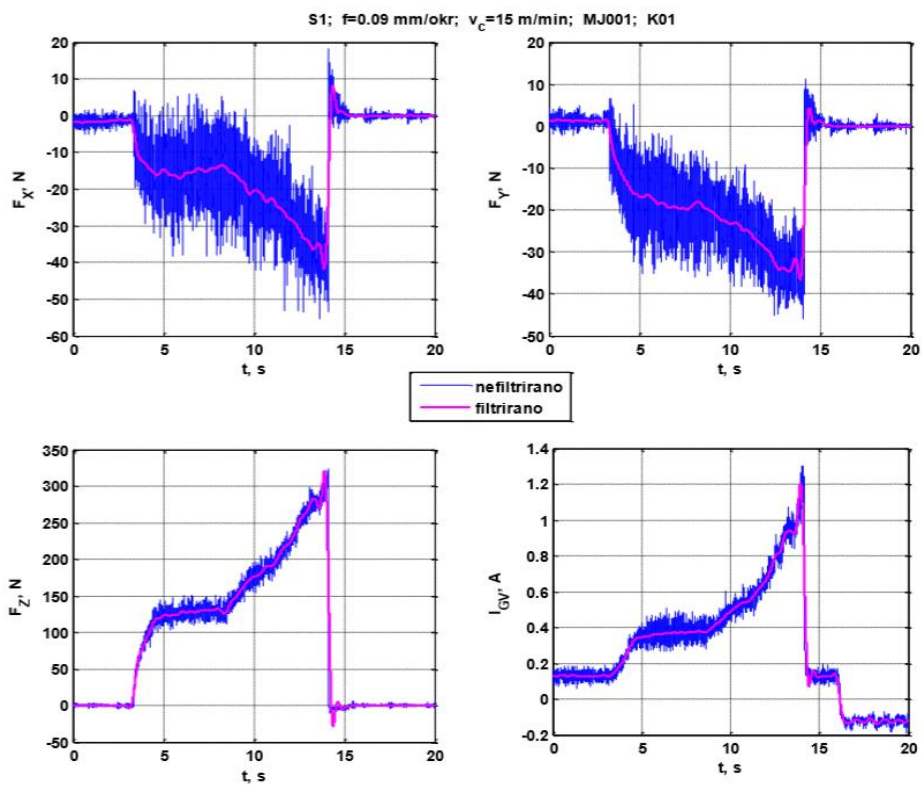 S1; f=0.09 mm/okr; v_c=15 m/min; MJ001; K01
20
10
0
-10
-20
-30
-40
-50
-60
F_X, N
0 5 10 15 20
t, s
20
10
0
-10
-20
-30
-40
-50
F_Y, N
0 5 10 15 20
t, s
nefiltrirano
filtrirano
350
300
250
200
150
100
50
0
-50
F_Z, N
0 5 10 15 20
t, s
1.4
1.2
1
0.8
0.6
0.4
0.2
0
-0.2
I_GV, A
0 5 10 15 20
t, s